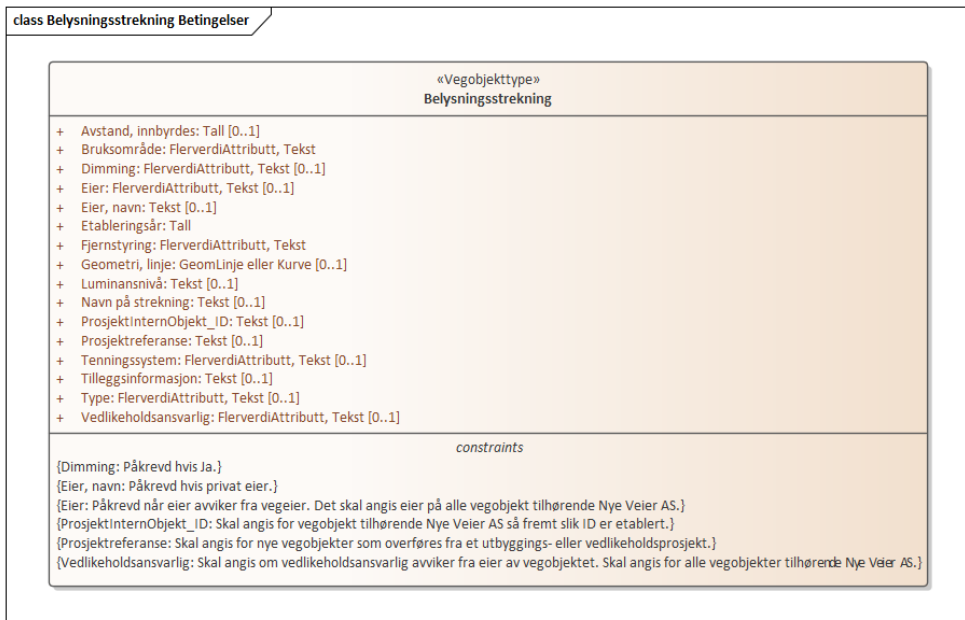 class Belysningsstrekning Betingelser
«Vegobjekttype»
Belysningsstrekning
+ Avstand, innbyrdes: Tall [0..1]
+ Bruksområde: FlerverdiAttributt, Tekst
+ Dimming: FlerverdiAttributt, Tekst [0..1]
+ Eier: FlerverdiAttributt, Tekst [0..1]
+ Eier, navn: Tekst [0..1]
+ Etableringsår: Tall
+ Fjernstyring: FlerverdiAttributt, Tekst
+ Geometri, linje: GeomLinje eller Kurve [0..1]
+ Luminansnivå: Tekst [0..1]
+ Navn på strekning: Tekst [0..1]
+ ProsjektInternObjekt_ID: Tekst [0..1]
+ Prosjektreferanse: Tekst [0..1]
+ Tenningssystem: FlerverdiAttributt, Tekst [0..1]
+ Tilleggsinformasjon: Tekst [0..1]
+ Type: FlerverdiAttributt, Tekst [0..1]
+ Vedlikeholdsansvarlig: FlerverdiAttributt, Tekst [0..1]
constraints
{Dimming: Påkrevd hvis Ja.}
{Eier, navn: Påkrevd hvis privat eier.}
{Eier: Påkrevd når eier avviker fra vegeier. Det skal angis eier på alle vegobjekt tilhørende Nye Veier AS.}
{ProsjektInternObjekt_ID: Skal angis for vegobjekt tilhørende Nye Veier AS så fremt slik ID er etablert.}
{Prosjektreferanse: Skal angis for nye vegobjekter som overføres fra et utbyggings- eller vedlikeholdsprosjekt.}
{Vedlikeholdsansvarlig: Skal angis om vedlikeholdsansvarlig avviker fra eier av vegobjektet. Skal angis for alle vegobjekter tilhørende Nye Veier AS.}